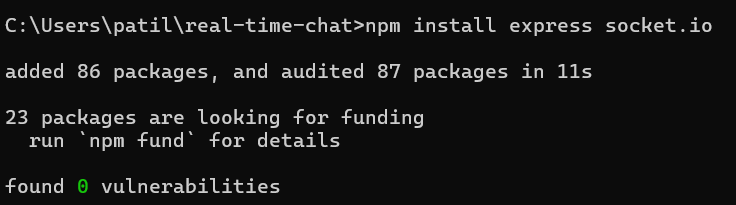 C:\Users\patil\real-time-chat>npm install express socket.io
added 86 packages, and audited 87 packages in 11s
23 packages are looking for funding
  run `npm fund` for details
found 0 vulnerabilities